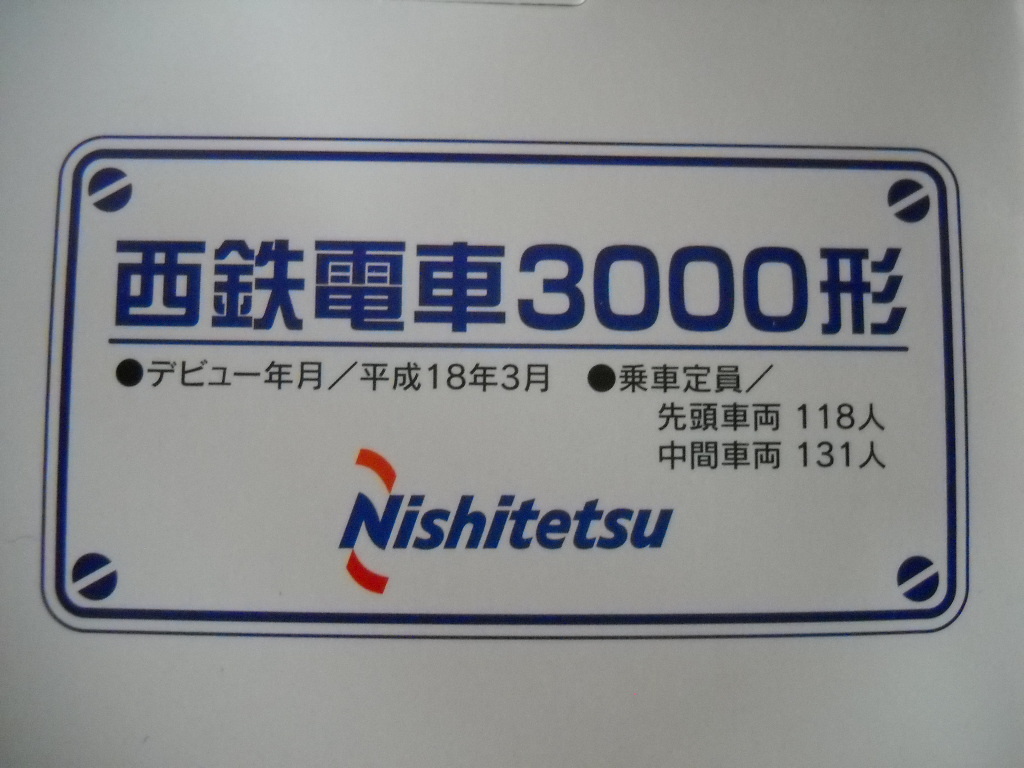 西鉄電車3000形
●デビュー年月／平成18年3月 ●乗車定員／
先頭車両 118人
中間車両 131人
Nishitetsu